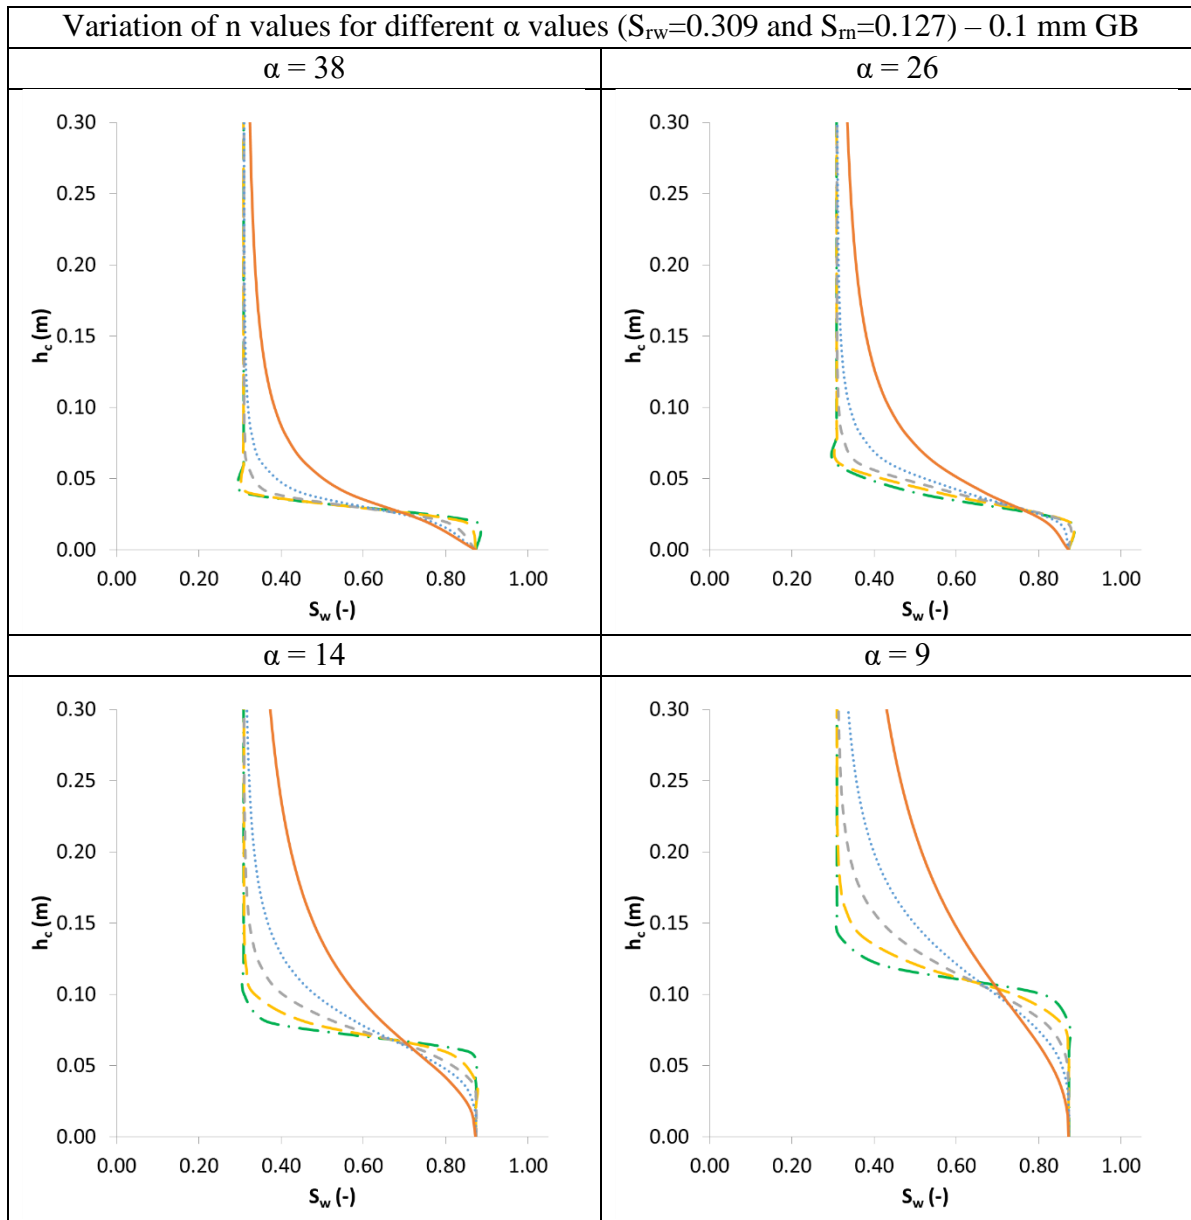 Variation of n values for different α values (Srw=0.309 and Srn=0.127) – 0.1 mm GB
α = 38
α = 26
0.30
0.25
0.20
0.15
0.10
0.05
0.00
hc (m)
0.00 0.20 0.40 0.60 0.80 1.00
Sw (-)
0.30
0.25
0.20
0.15
0.10
0.05
0.00
hc (m)
0.00 0.20 0.40 0.60 0.80 1.00
Sw (-)
α = 14
α = 9
0.30
0.25
0.20
0.15
0.10
0.05
0.00
hc (m)
0.00 0.20 0.40 0.60 0.80 1.00
Sw (-)
0.30
0.25
0.20
0.15
0.10
0.05
0.00
hc (m)
0.00 0.20 0.40 0.60 0.80 1.00
Sw (-)